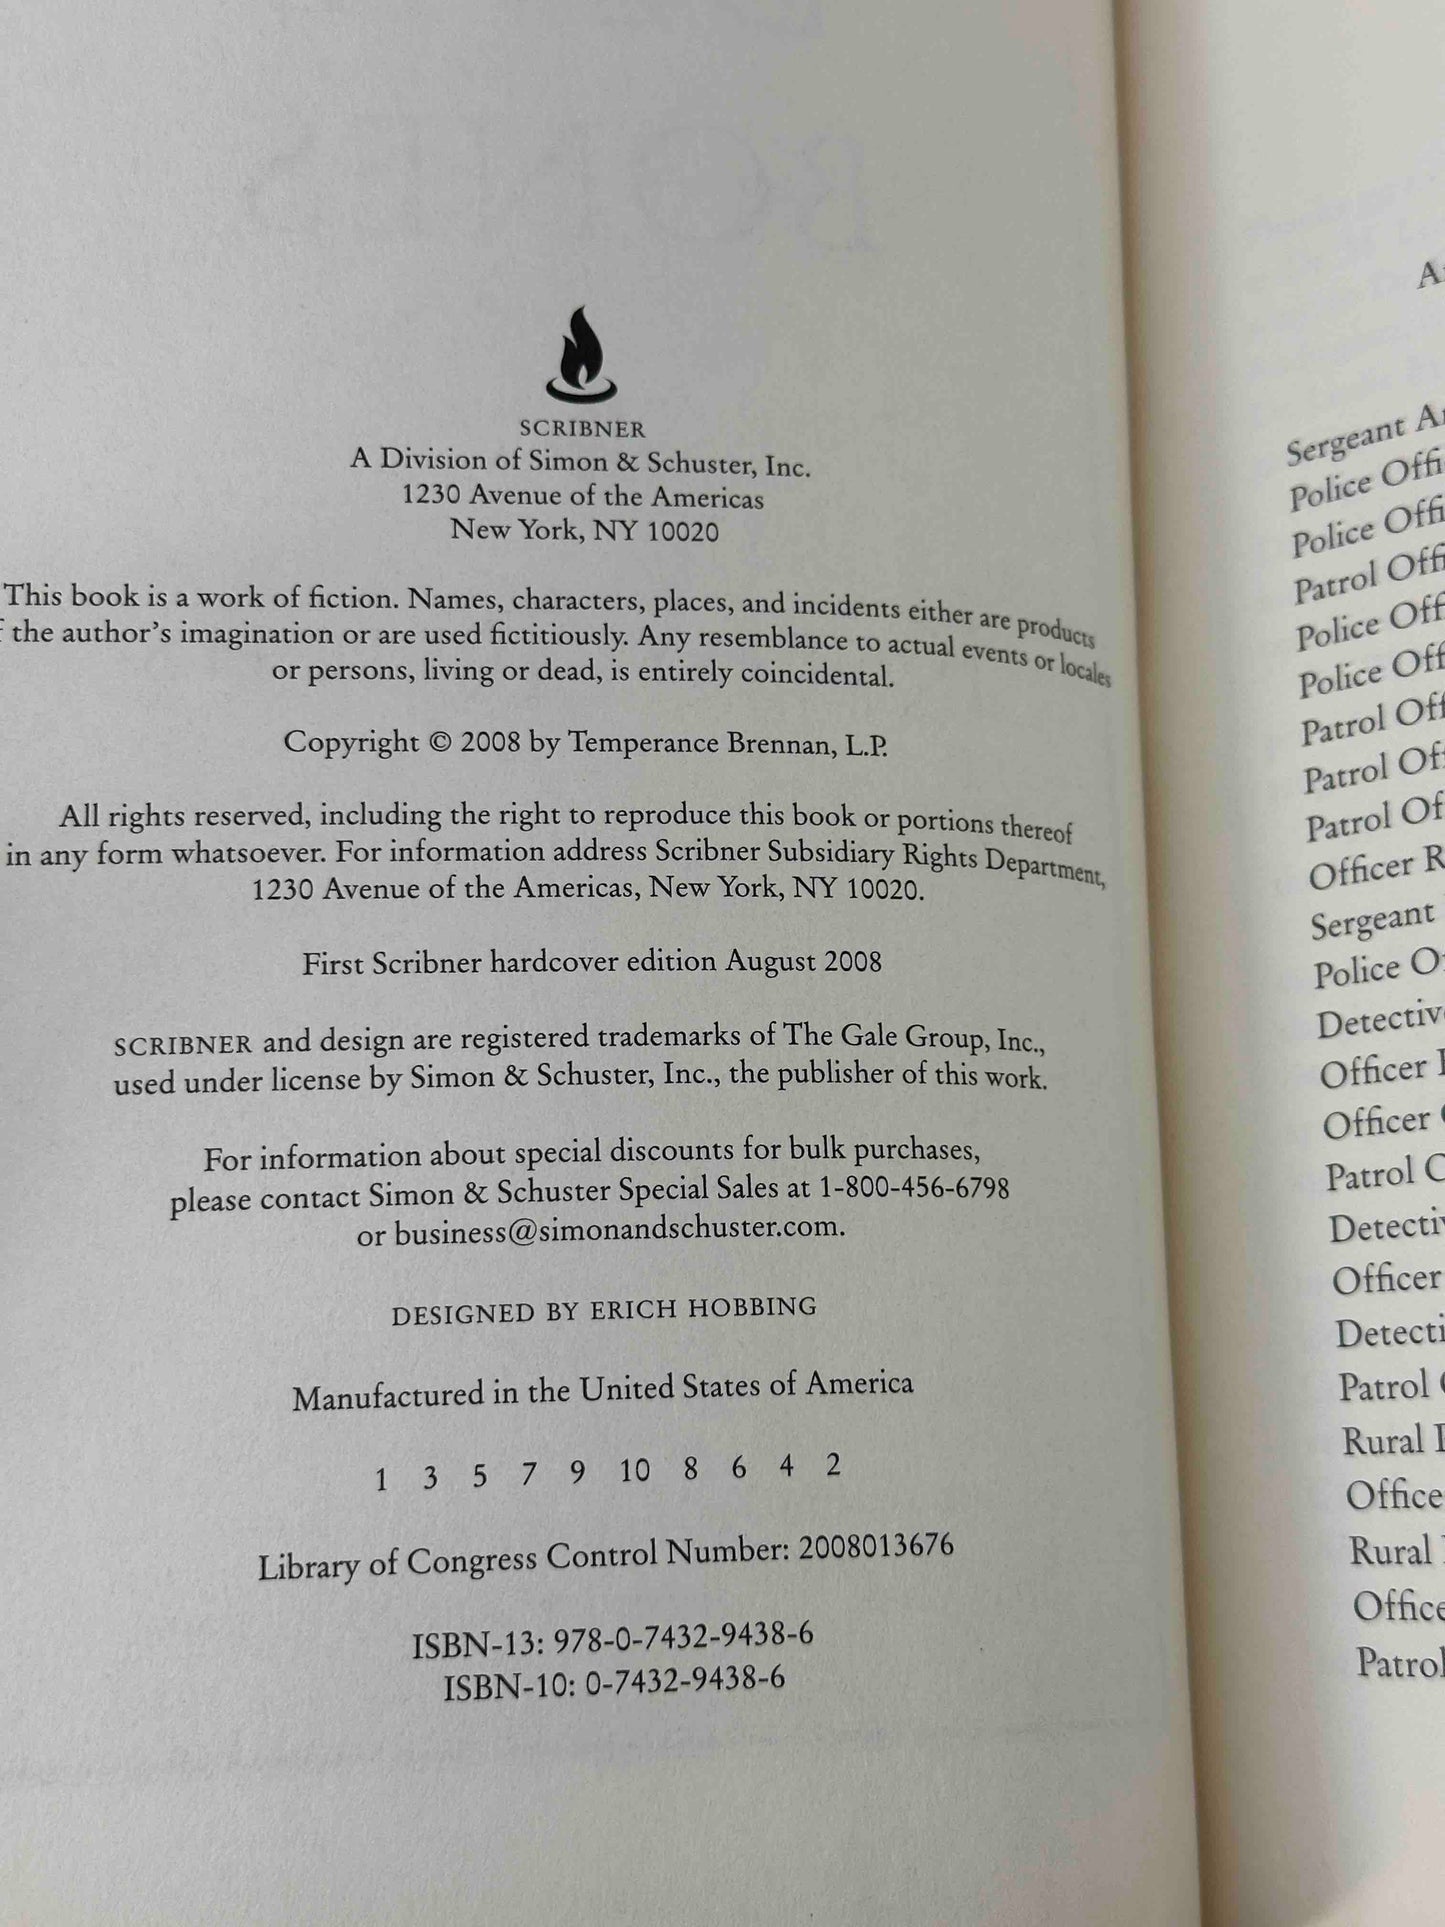 SCRIBNER
A Division of Simon & Schuster, Inc.
1230 Avenue of the Americas
New York, NY 10020
This book is a work of fiction. Names, characters, places, and incidents either are products
the author's imagination or are used fictitiously. Any resemblance to actual events or locales
or persons, living or dead, is entirely coincidental.
Copyright © 2008 by Temperance Brennan, L.P.
All rights reserved, including the right to reproduce this book or portions thereof
in any form whatsoever. For information address Scribner Subsidiary Rights Department,
1230 Avenue of the Americas, New York, NY 10020.
First Scribner hardcover edition August 2008
SCRIBNER and design are registered trademarks of The Gale Group, Inc.,
used under license by Simon & Schuster, Inc., the publisher of this work.
For information about special discounts for bulk purchases,
please contact Simon & Schuster Special Sales at 1-800-456-6798
or business@simonandschuster.com.
DESIGNED BY ERICH HOBBING
Manufactured in the United States of America
1 3 5 7 9 10 8 6 4 2
Library of Congress Control Number: 2008013676
ISBN-13: 978-0-7432-9438-6
ISBN-10: 0-7432-9438-6
Sergeant
Police
Police
Patrol
Police
Police
Patrol
Patrol
Patrol
Officer
Sergeant
Police
Officer
Officer
Patrol
Officer
Patrol
Rural
Rural
Patrol